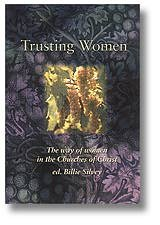 Trusting Women
The way of women
in the Churches of Christ
ed. Billie Silvey